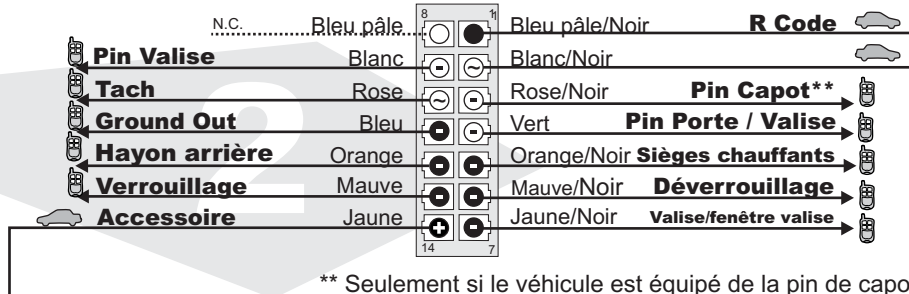 N.C. Bleu pâle 8 1 Bleu pâle/Noir R Code
Pin Valise Blanc Blanc/Noir
Tach Rose Rose/Noir Pin Capot**
Ground Out Bleu Vert Pin Porte / Valise
Hayon arrière Orange Orange/Noir Sièges chauffants
Verrouillage Mauve Mauve/Noir Déverrouillage
Accessoire Jaune Jaune/Noir Valise/fenêtre valise
14 7
2
** Seulement si le véhicule est équipé de la pin de capo